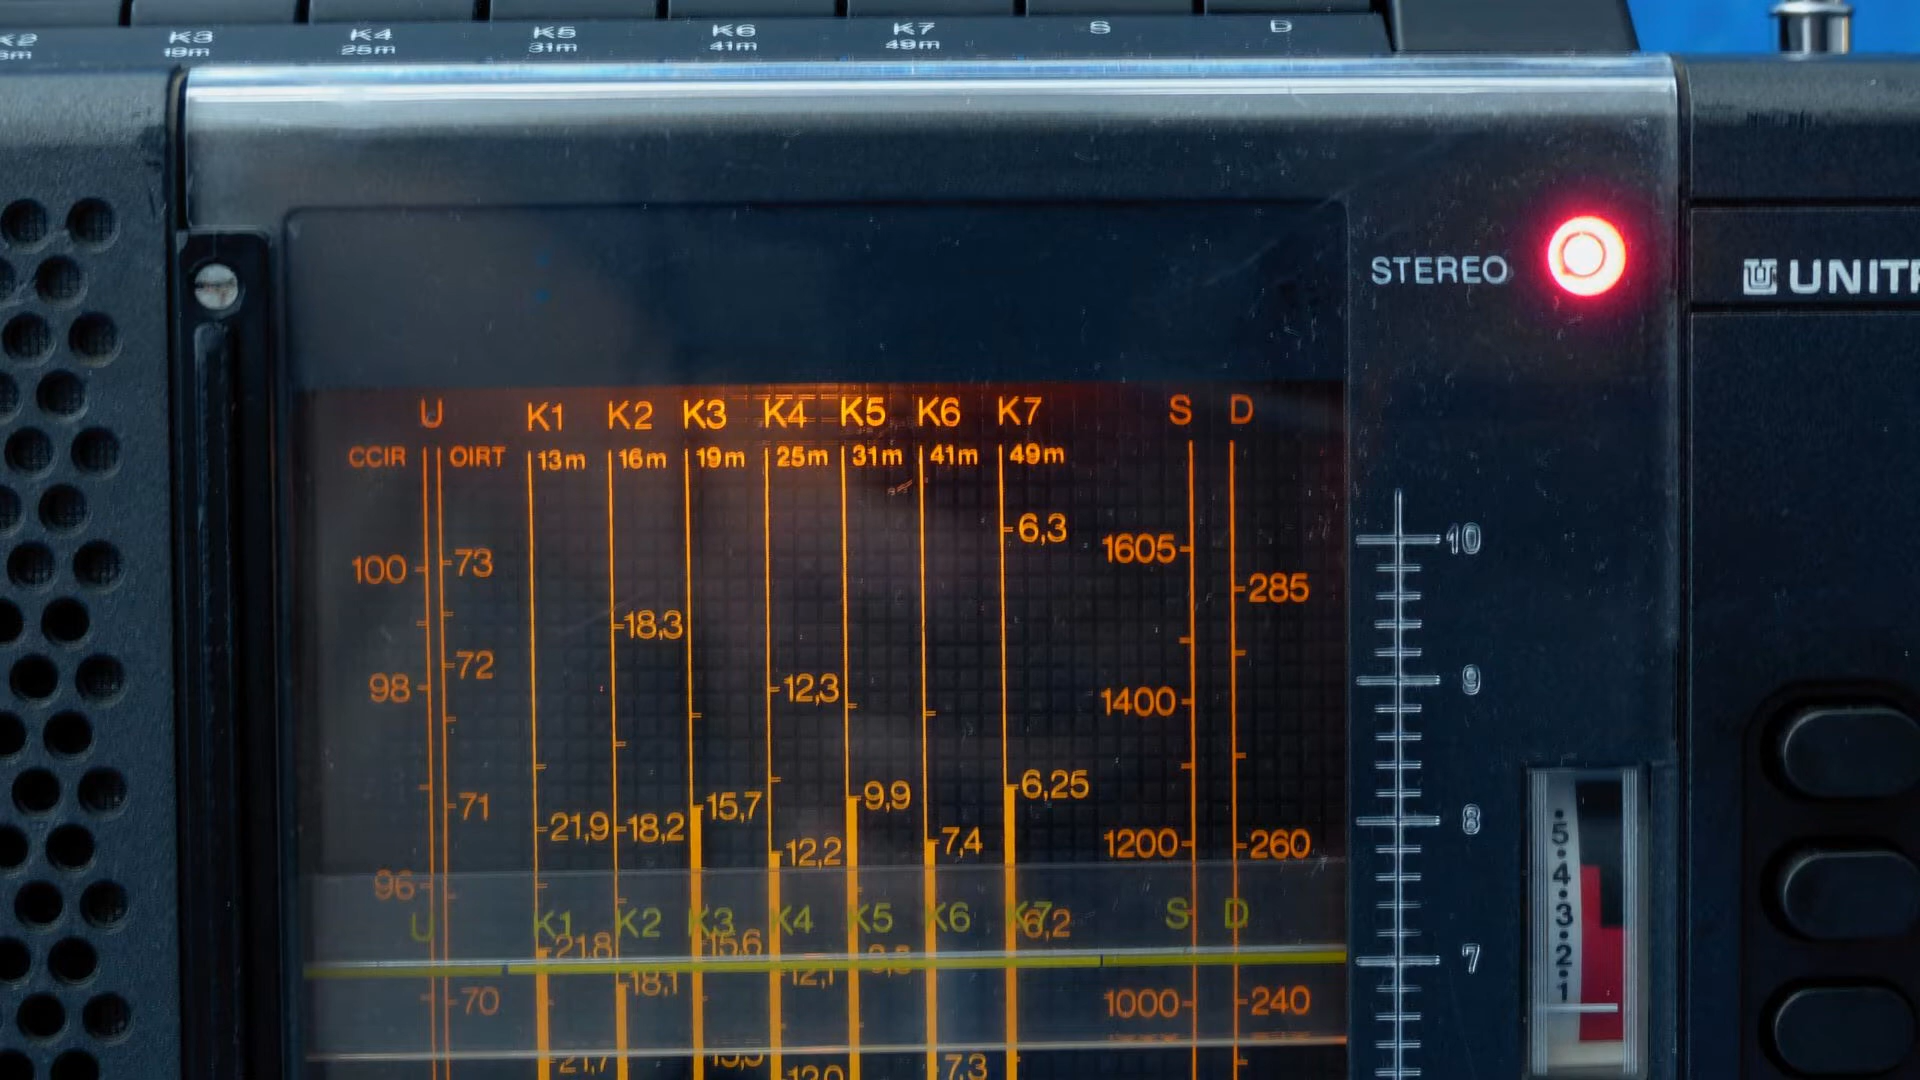 K2 K3 K4 K5 K6 K7 S D
19m 25m 31m 41m 49m
STEREO
UNITR
U K1 K2 K3 K4 K5 K6 K7 S D
CCIR OIRT 13m 16m 19m 25m 31m 41m 49m
6,3
10
1605
100 73
285
18,3
72
98 12,3 9
1400
6,25
9,9
15,7
71
21,9 18,2 8
7,4
1200 260
12,2
96
U K1 K2 K3 K4 K5 K6 K7 S D
6,2
21,8 15,6
7
12,1
18,1
70 1000 240
7,3
21,7
12,0
5
4
3
2
1